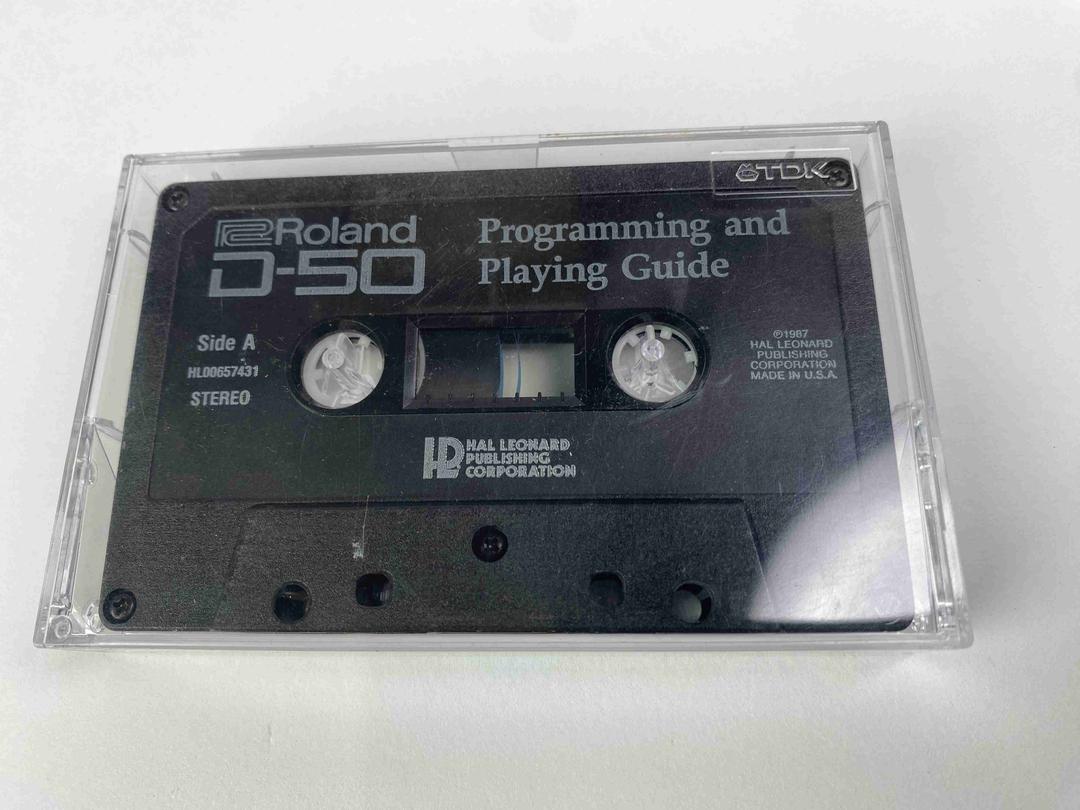 TDK
Roland
D-50
Programming and
Playing Guide
Side A
HL00657431
STEREO
℗1987
HAL LEONARD
PUBLISHING
CORPORATION
MADE IN U.S.A.
HL HAL LEONARD
PUBLISHING
CORPORATION